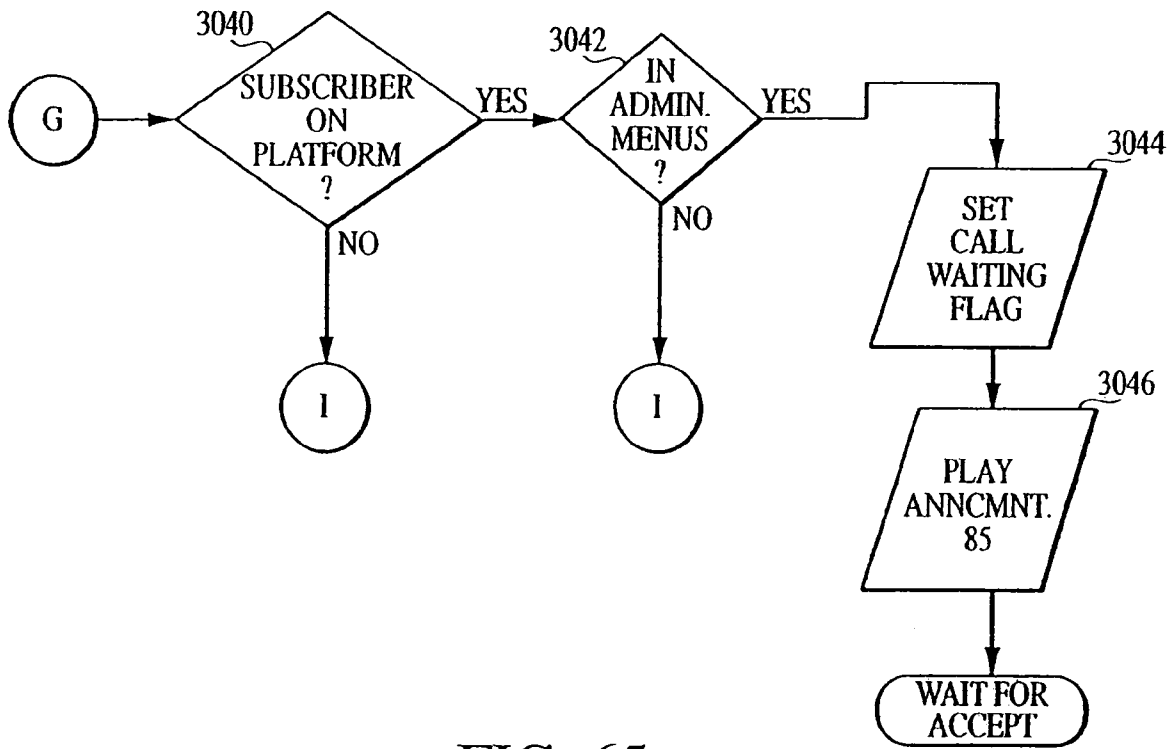 3040
G
SUBSCRIBER
ON
PLATFORM
?
YES
NO
I
3042
IN
ADMIN.
MENUS
?
YES
NO
I
3044
SET
CALL
WAITING
FLAG
3046
PLAY
ANNCMNT.
85
WAIT FOR
ACCEPT